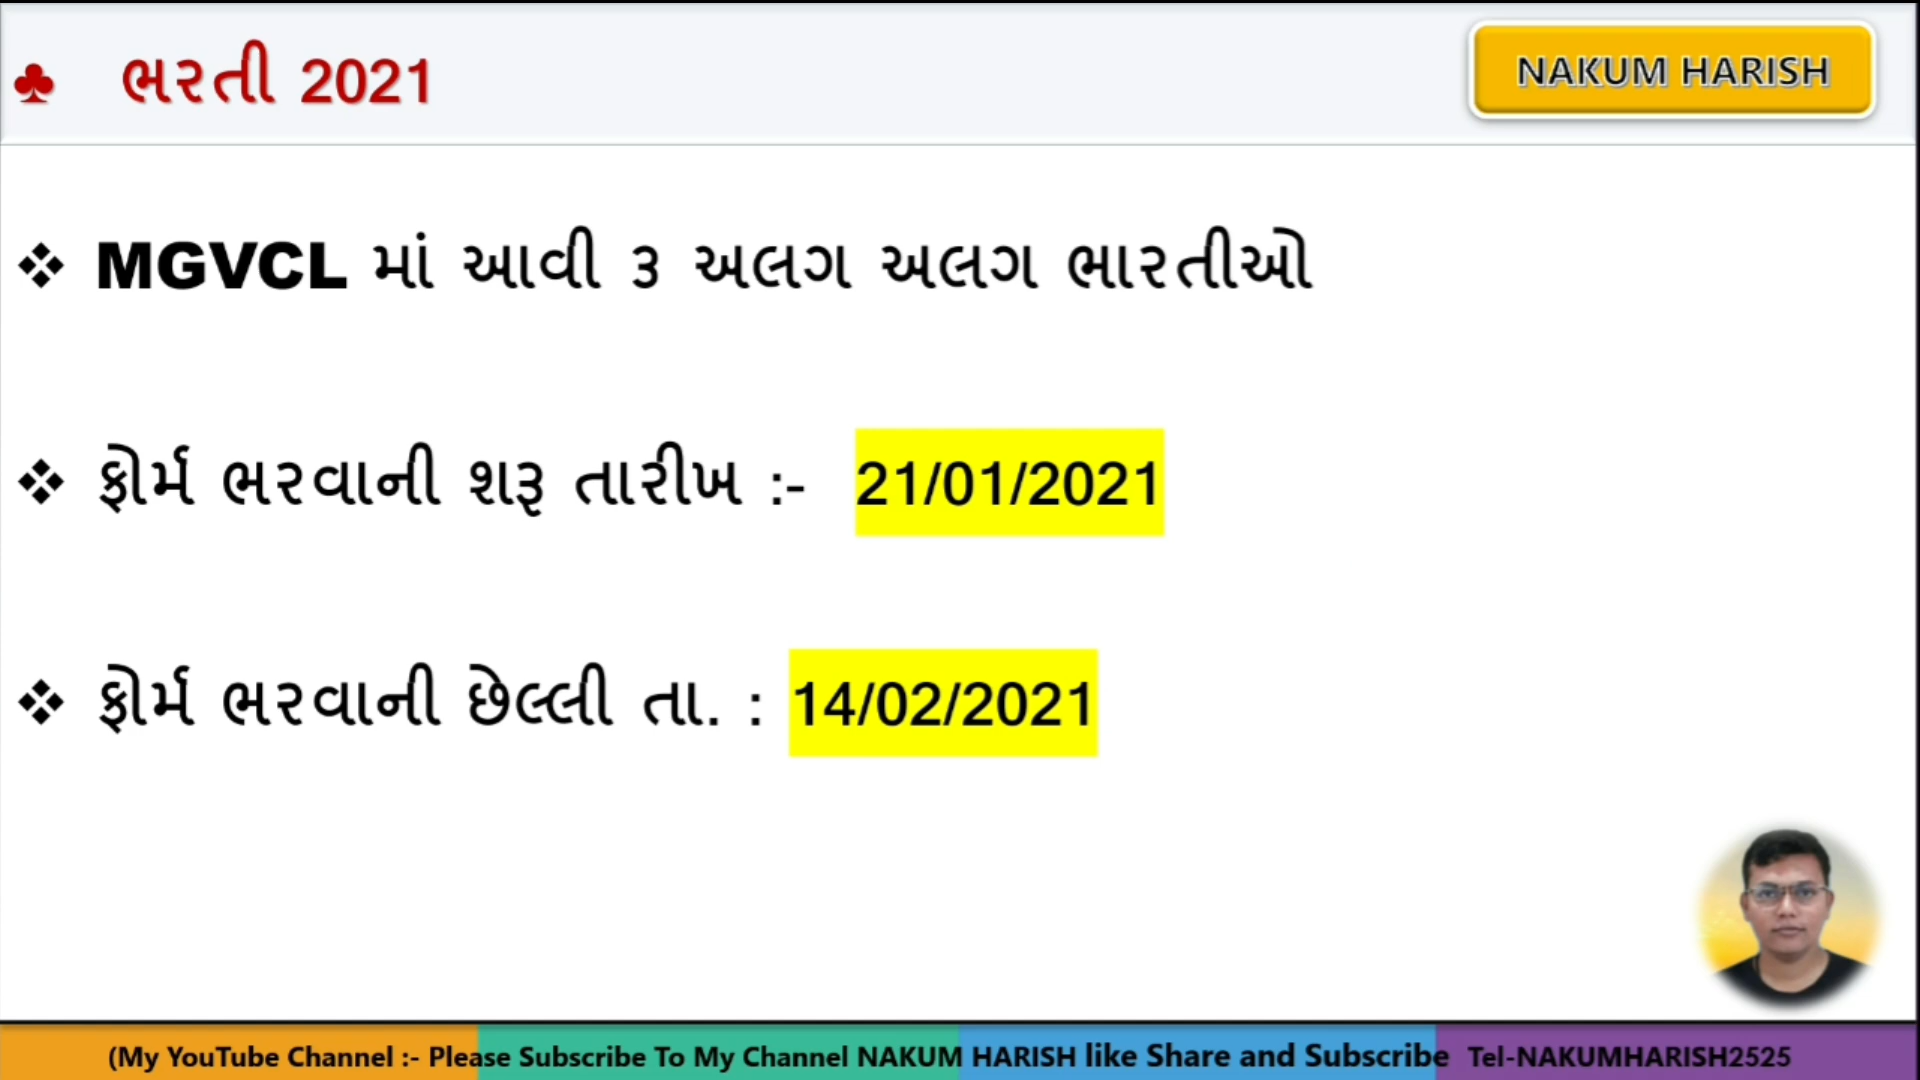 ભરતી 2021
NAKUM HARISH
MGVCL માં આવી ૩ અલગ અલગ ભારતીઓ
ફોર્મ ભરવાની શરૂ તારીખ :- 21/01/2021
ફોર્મ ભરવાની છેલ્લી તા. : 14/02/2021
(My YouTube Channel :- Please Subscribe To My Channel NAKUM HARISH like Share and Subscribe Tel-NAKUMHARISH2525